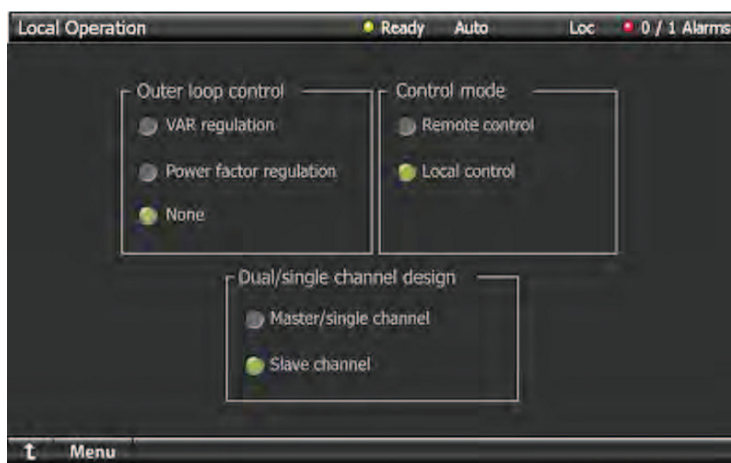 Local Operation Ready Auto Loc 0 / 1 Alarms
Outer loop control
VAR regulation
Power factor regulation
None
Control mode
Remote control
Local control
Dual/single channel design
Master/single channel
Slave channel
Menu